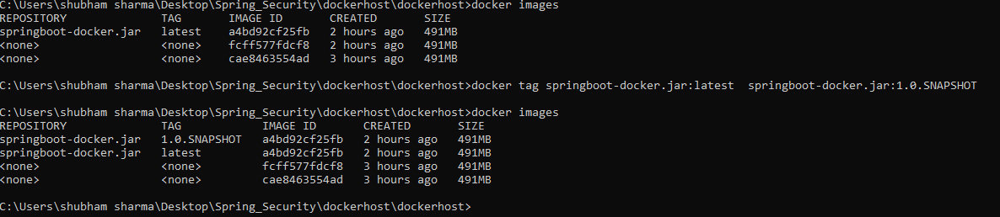 C:\Users\shubham sharma\Desktop\Spring_Security\dockerhost\dockerhost>docker images
REPOSITORY              TAG       IMAGE ID       CREATED       SIZE
springboot-docker.jar   latest    a4bd92cf25fb   2 hours ago   491MB
<none>                  <none>    fcff577fdcf8   2 hours ago   491MB
<none>                  <none>    cae8463554ad   3 hours ago   491MB
C:\Users\shubham sharma\Desktop\Spring_Security\dockerhost\dockerhost>docker tag springboot-docker.jar:latest  springboot-docker.jar:1.0.SNAPSHOT
C:\Users\shubham sharma\Desktop\Spring_Security\dockerhost\dockerhost>docker images
REPOSITORY              TAG            IMAGE ID       CREATED       SIZE
springboot-docker.jar   1.0.SNAPSHOT   a4bd92cf25fb   2 hours ago   491MB
springboot-docker.jar   latest         a4bd92cf25fb   2 hours ago   491MB
<none>                  <none>         fcff577fdcf8   3 hours ago   491MB
<none>                  <none>         cae8463554ad   3 hours ago   491MB
C:\Users\shubham sharma\Desktop\Spring_Security\dockerhost\dockerhost>